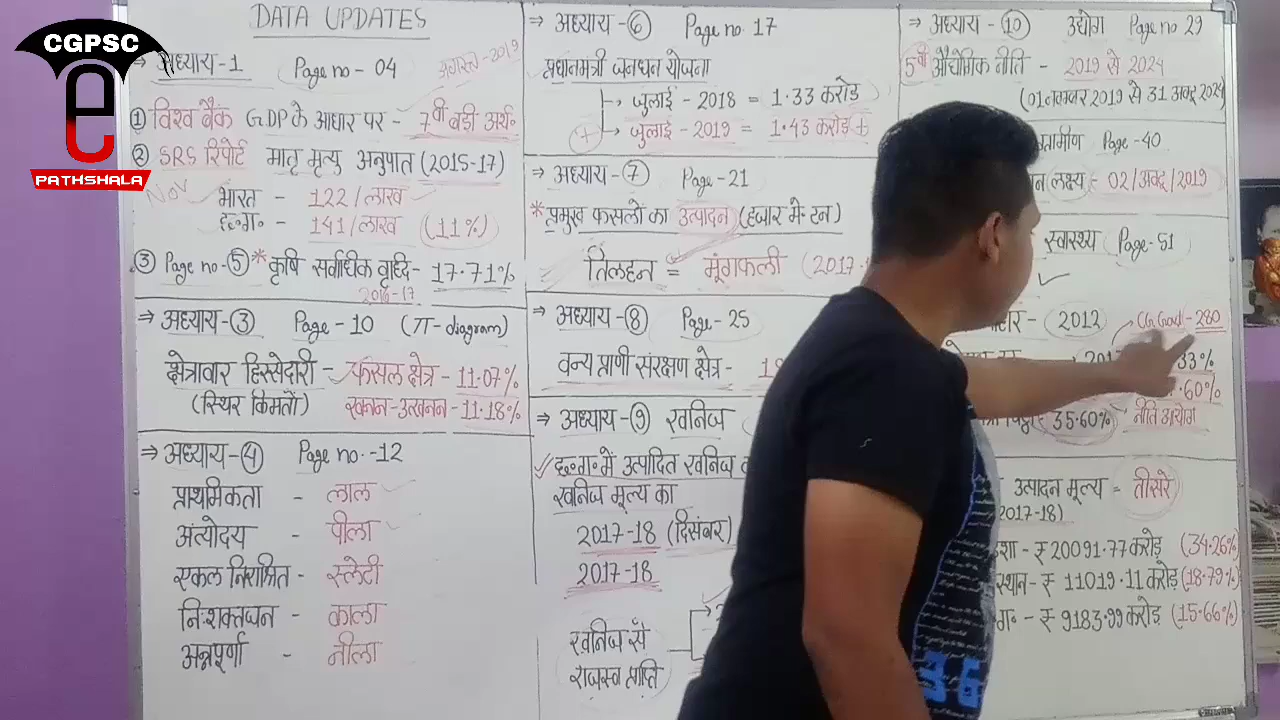 CGPSC
e
PATHSHALA
DATA UPDATES
अध्याय-1 Page no - 04 अगस्त-2019
① विश्व बैंक GDP के आधार पर - 7वी बड़ी अर्थ॰
② SRS रिपोर्ट मातृ मृत्यु अनुपात (2015-17)
Nov भारत - 122/लाख
छ॰ग॰ - 141/लाख (11%)
③ Page no-⑤ * कृषि सर्वाधिक वृद्दि - 17.71%
2016-17
⇒ अध्याय-③ Page - 10 (π-diagram)
क्षेत्रावार हिस्सेदारी - फसल क्षेत्र - 11.07%
(स्थिर किमतों) खनन-उत्खनन - 11.18%
⇒ अध्याय-④ Page no. -12
प्राथमिकता - लाल
अंत्योदय - पीला
एकल निराश्रित - स्लेटी
निःशक्तजन - काला
अन्नपूर्णा - नीला
⇒ अध्याय-⑥ Page no. 17
प्रधानमंत्री जनधन योजना
→ जुलाई - 2018 = 1.33 करोड़
+ → जुलाई - 2019 = 1.43 करोड़ +
⇒ अध्याय-⑦ Page-21
* प्रमुख फसलो का उत्पादन (हजार मे॰ टन)
तिलहन = मूंगफली (2017
⇒ अध्याय-⑧ Page-25
वन्य प्राणी संरक्षण क्षेत्र -
⇒ अध्याय-⑨ खनिज
✓ छ॰ग॰ में उत्पादित खनिज
खनिज मूल्य का
2017-18 (दिसंबर)
2017-18
खनिज से
राजस्व प्राप्ति
⇒ अध्याय-⑩ उद्योग Page no 29
5वी औद्योगिक नीति - 2019 से 2024
(01 नवम्बर 2019 से 31 अक्टू 2024
ग्रामीण Page-40
लक्ष्य - 02/अक्टू/2019
स्वास्थ्य Page-51
- 2012 → CG Govt - 280
33%
.60%
35.60% नीति आयोग
उत्पादन मूल्य = तीसरे
2017-18)
- ₹ 20091.77 करोड़ (34.26%
स्थान - ₹ 11019.11 करोड़ (18.79%)
- ₹ 9183.99 करोड़ (15.66%)